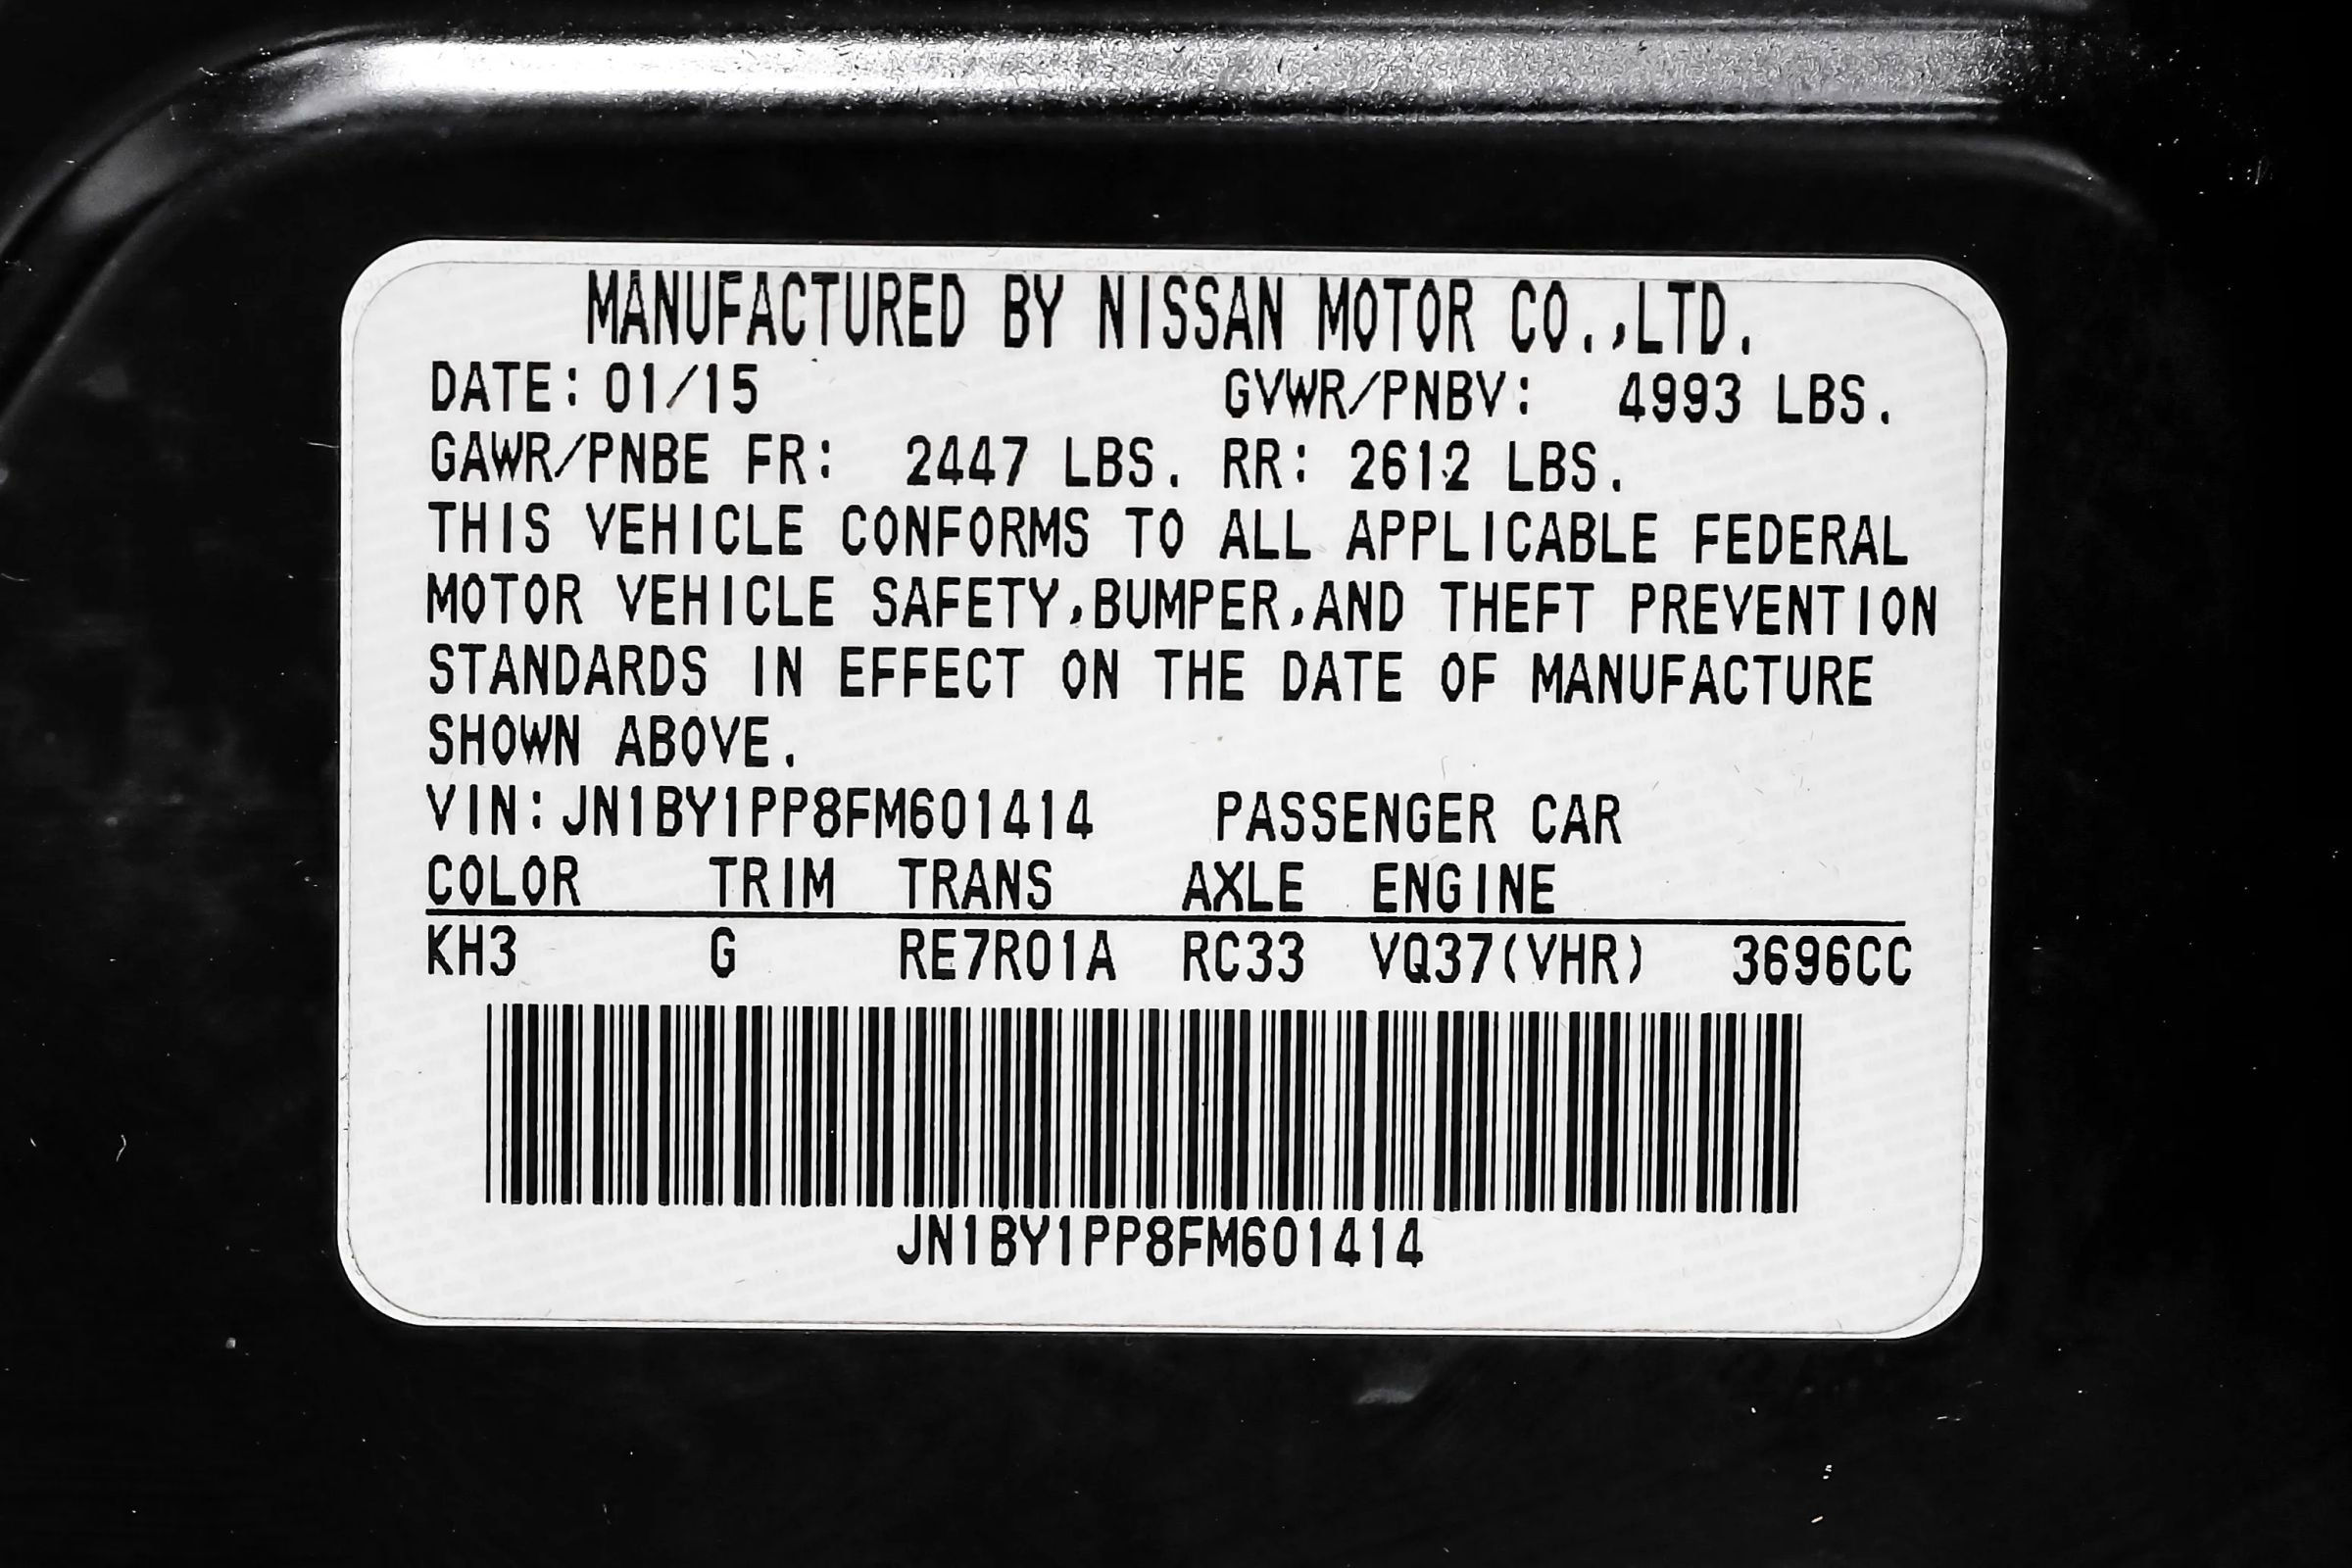 MANUFACTURED BY NISSAN MOTOR CO.,LTD.
DATE: 01/15 GVWR/PNBV: 4993 LBS.
GAWR/PNBE FR: 2447 LBS. RR: 2612 LBS.
THIS VEHICLE CONFORMS TO ALL APPLICABLE FEDERAL
MOTOR VEHICLE SAFETY,BUMPER,AND THEFT PREVENTION
STANDARDS IN EFFECT ON THE DATE OF MANUFACTURE
SHOWN ABOVE.
VIN:JN1BY1PP8FM601414 PASSENGER CAR
COLOR TRIM TRANS AXLE ENGINE
KH3 G RE7R01A RC33 VQ37(VHR) 3696CC
JN1BY1PP8FM601414